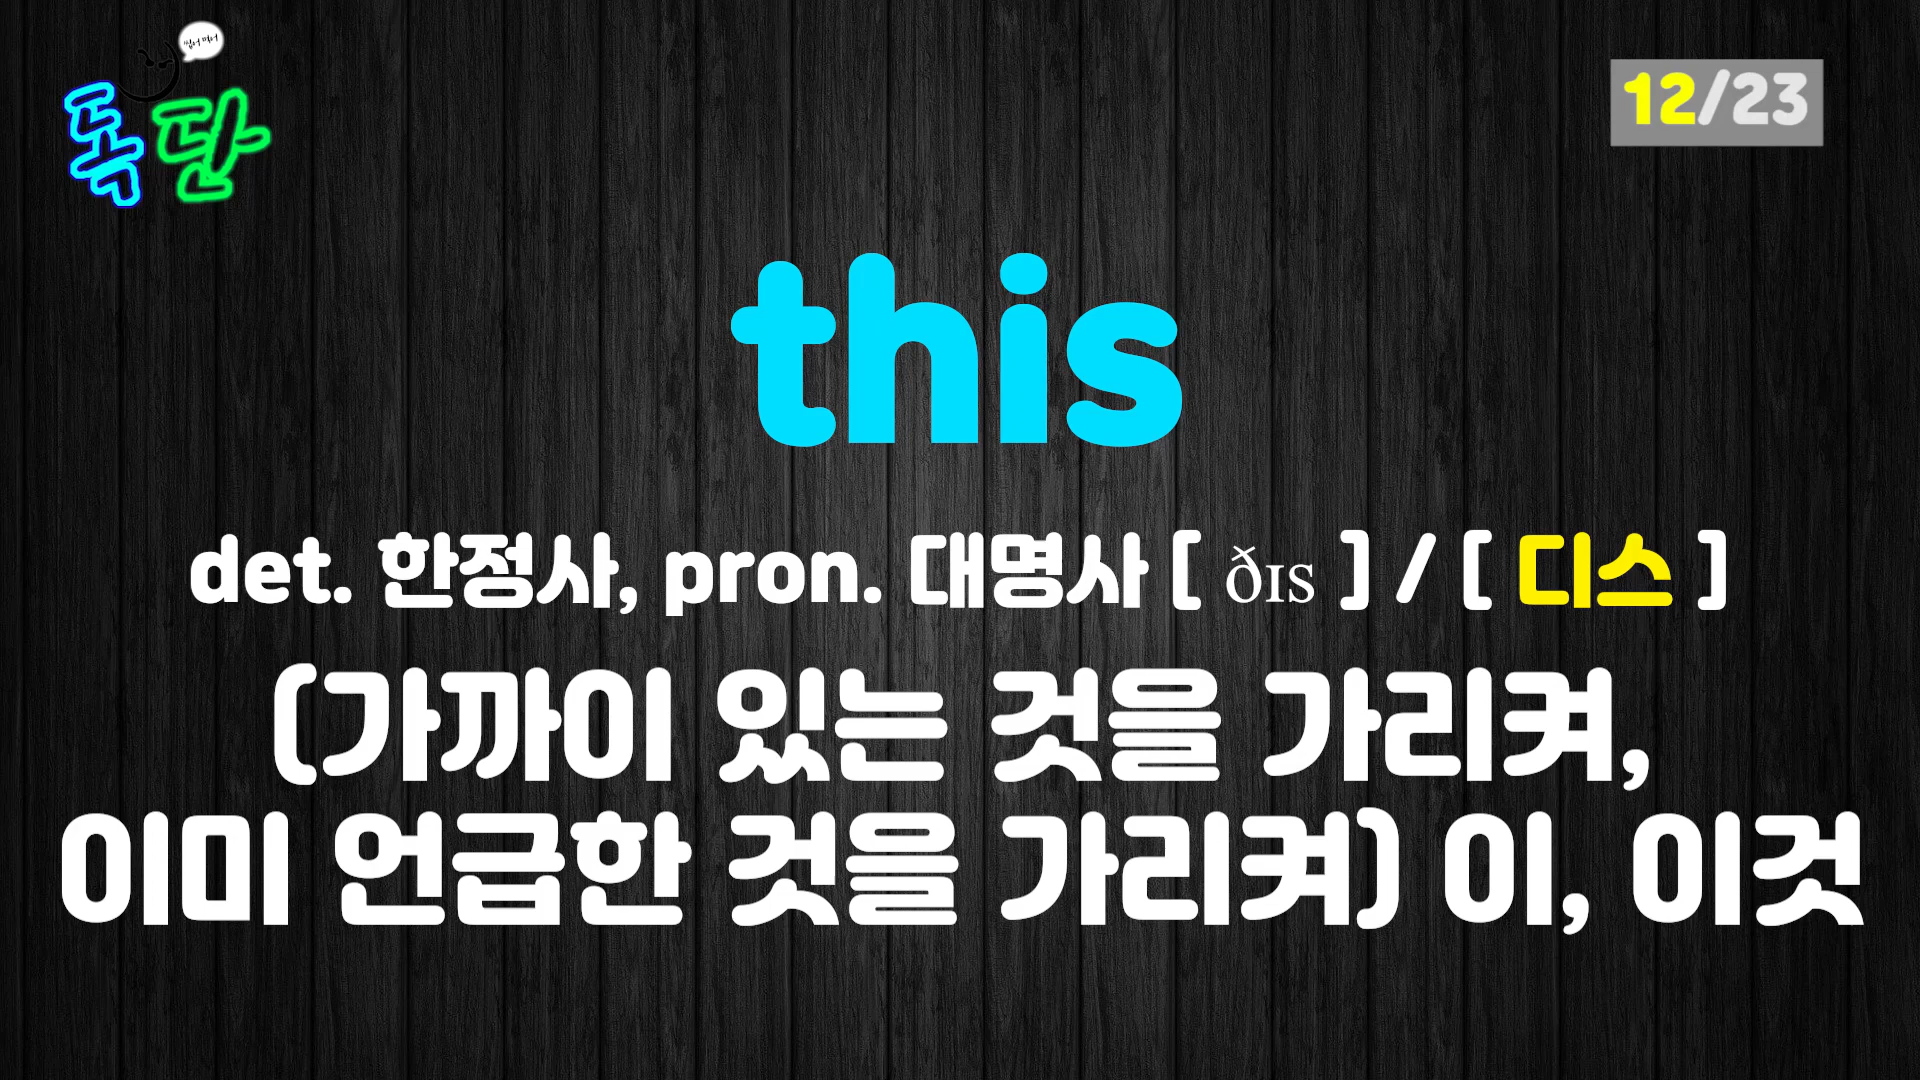 독단
12/23
this
det. 한정사, pron. 대명사 [ ðɪs ] / [ 디스 ]
(가까이 있는 것을 가리켜,
이미 언급한 것을 가리켜) 이, 이것